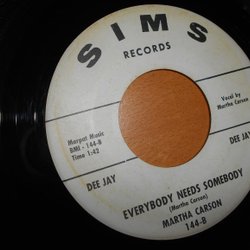 SIMS
RECORDS
Margat Music
BMI - 144-B
Time 1:42
Vocal by
Martha Carson
DEE JAY
DEE JAY
EVERYBODY NEEDS SOMEBODY
(Martha Carson)
MARTHA CARSON
144-B